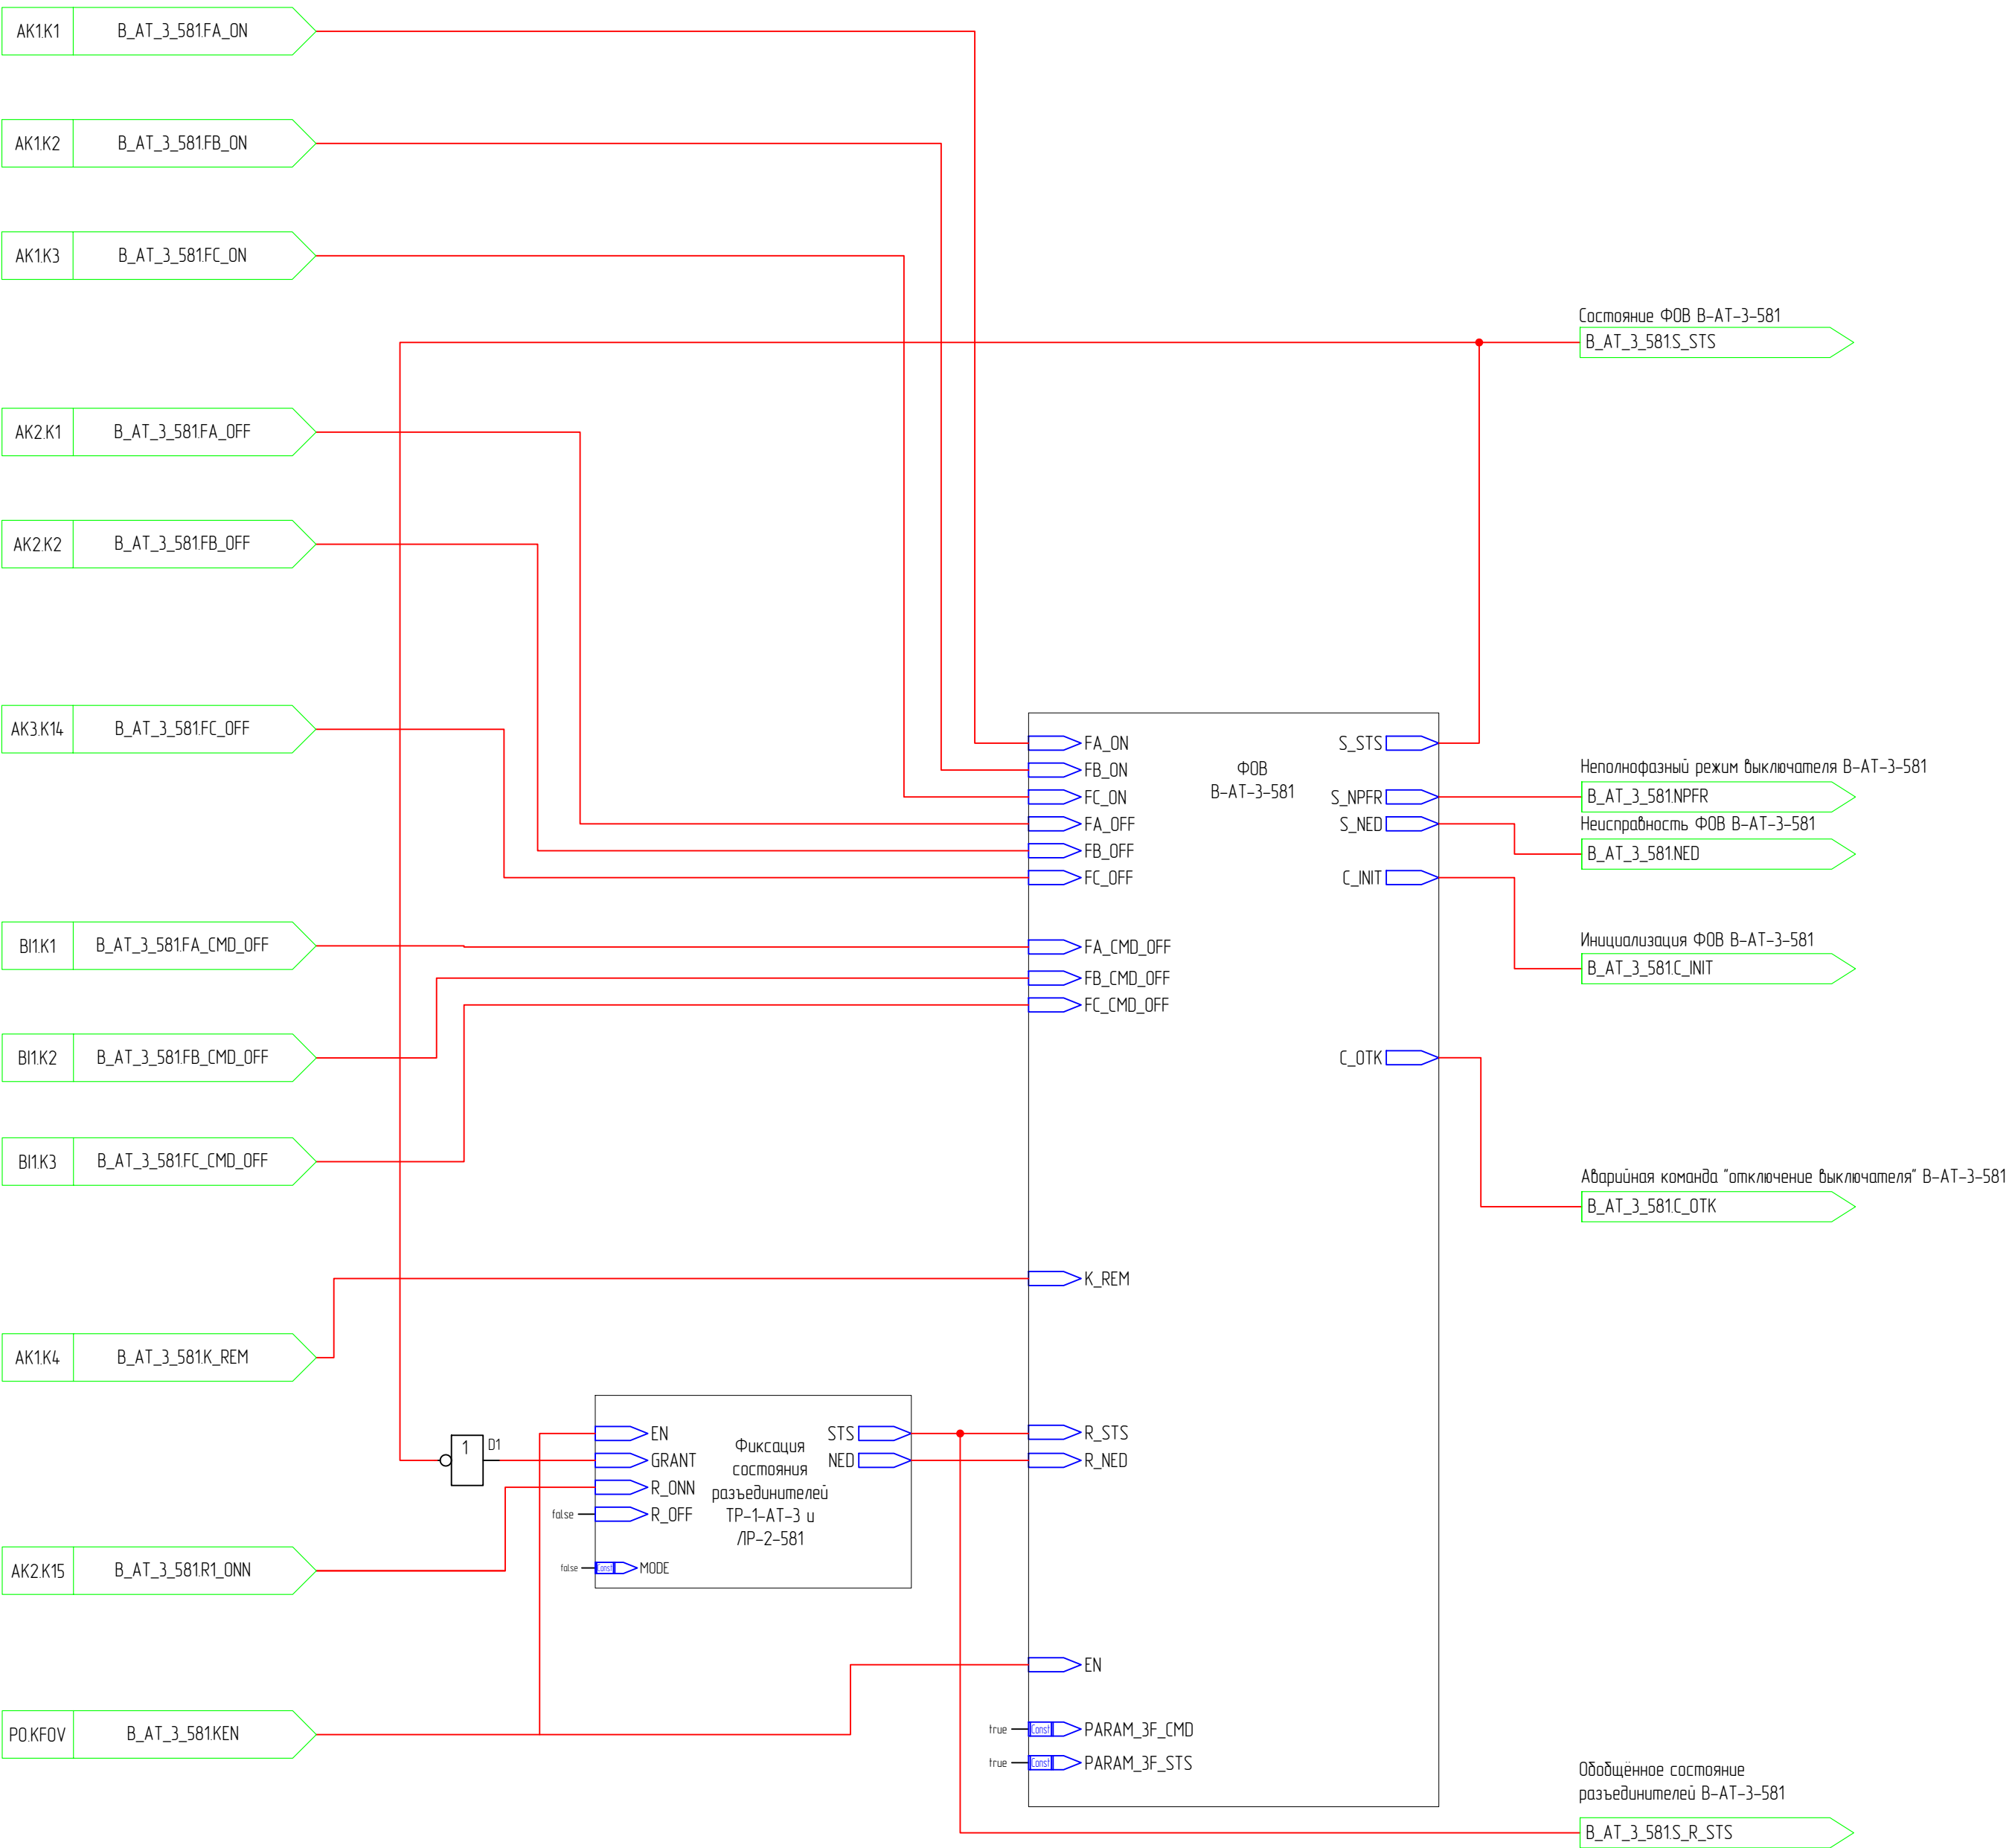 AK1.K1 B_AT_3_581.FA_ON
AK1.K2 B_AT_3_581.FB_ON
AK1.K3 B_AT_3_581.FC_ON
Состояние ФОВ В-АТ-3-581
B_AT_3_581.S_STS
AK2.K1 B_AT_3_581.FA_OFF
AK2.K2 B_AT_3_581.FB_OFF
AK3.K14 B_AT_3_581.FC_OFF
BI1.K1 B_AT_3_581.FA_CMD_OFF
BI1.K2 B_AT_3_581.FB_CMD_OFF
BI1.K3 B_AT_3_581.FC_CMD_OFF
AK1.K4 B_AT_3_581.K_REM
AK2.K15 B_AT_3_581.R1_ONN
PO.KFOV B_AT_3_581.KEN
1
D1
EN
GRANT
R_ONN
false
R_OFF
false
Const
MODE
Фиксация
состояния
разъединителей
ТР-1-АТ-3 и
ЛР-2-581
STS
NED
FA_ON
FB_ON
FC_ON
FA_OFF
FB_OFF
FC_OFF
FA_CMD_OFF
FB_CMD_OFF
FC_CMD_OFF
K_REM
R_STS
R_NED
EN
true
Const
PARAM_3F_CMD
true
Const
PARAM_3F_STS
ФОВ
В-АТ-3-581
S_STS
S_NPFR
S_NED
C_INIT
C_OTK
Неполнофазный режим выключателя В-АТ-3-581
B_AT_3_581.NPFR
Неисправность ФОВ В-АТ-3-581
B_AT_3_581.NED
Инициализация ФОВ В-АТ-3-581
B_AT_3_581.C_INIT
Аварийная команда "отключение выключателя" В-АТ-3-581
B_AT_3_581.C_OTK
Обобщённое состояние
разъединителей В-АТ-3-581
B_AT_3_581.S_R_STS